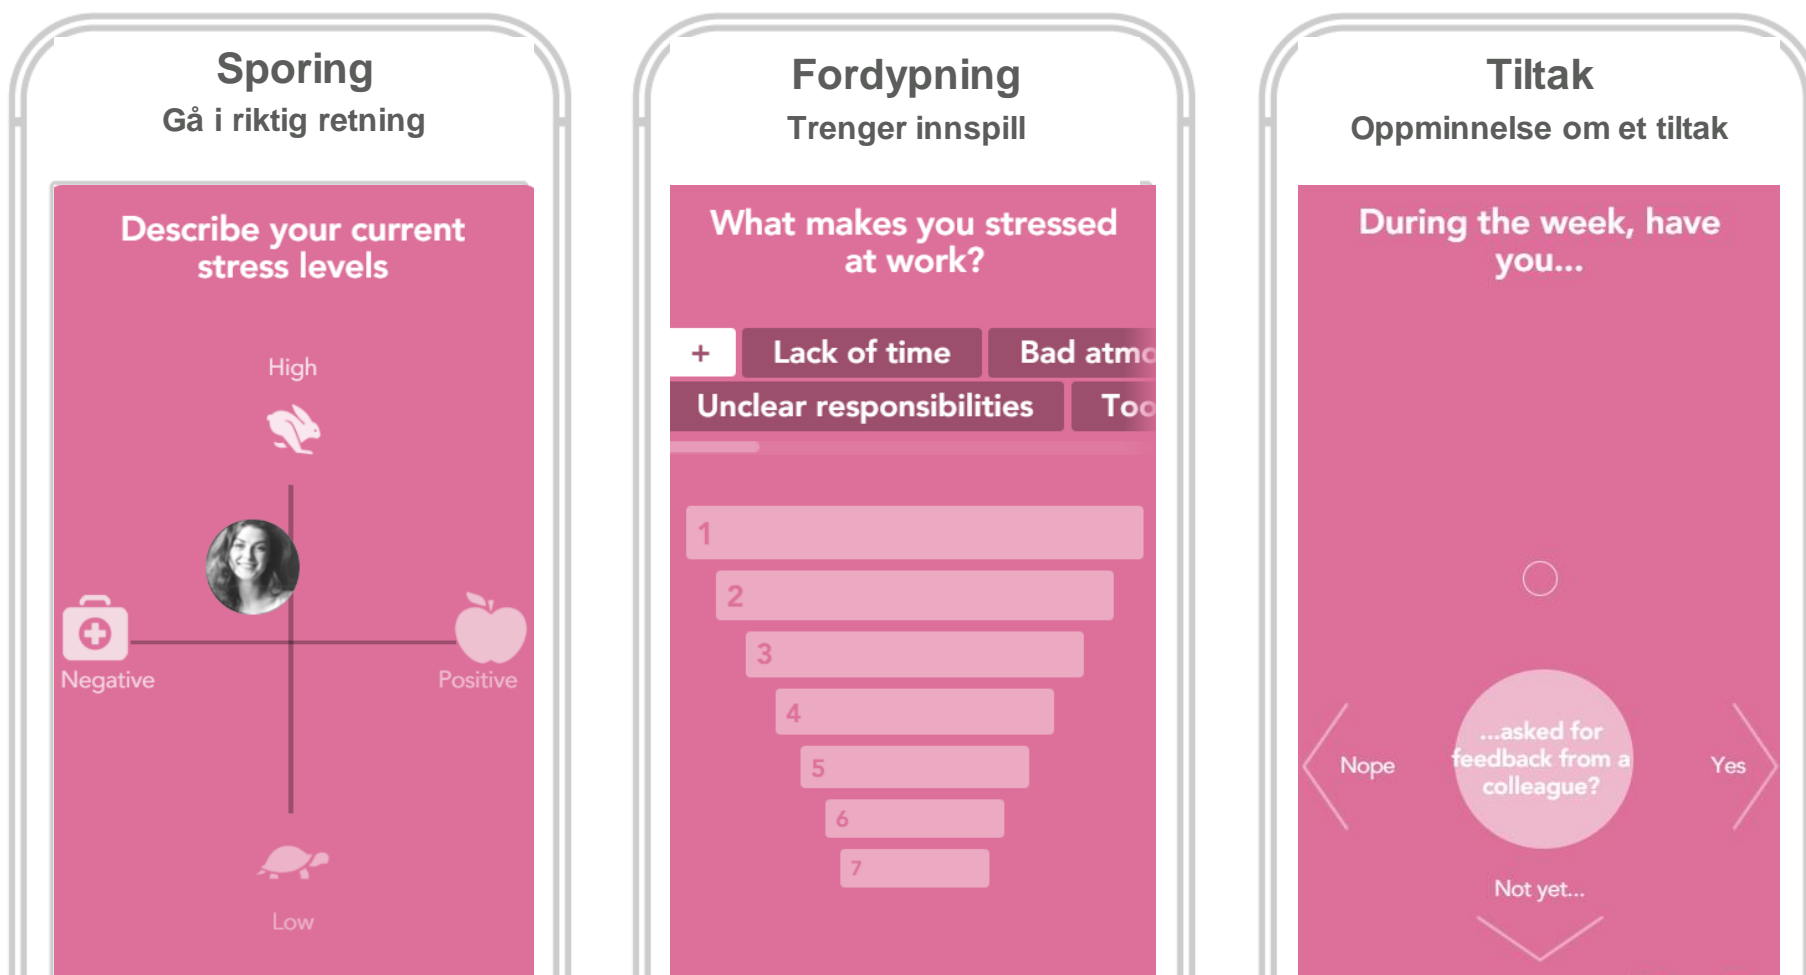 Sporing
Gå i riktig retning
Describe your current
stress levels
High
Negative
Positive
Low
Fordypning
Trenger innspill
What makes you stressed
at work?
+ Lack of time Bad
Unclear responsibilities
1
2
3
4
5
6
7
Tiltak
Oppminnelse om et tiltak
During the week, have
you...
...asked for
feedback from a
colleague?
Nope
Yes
Not yet...